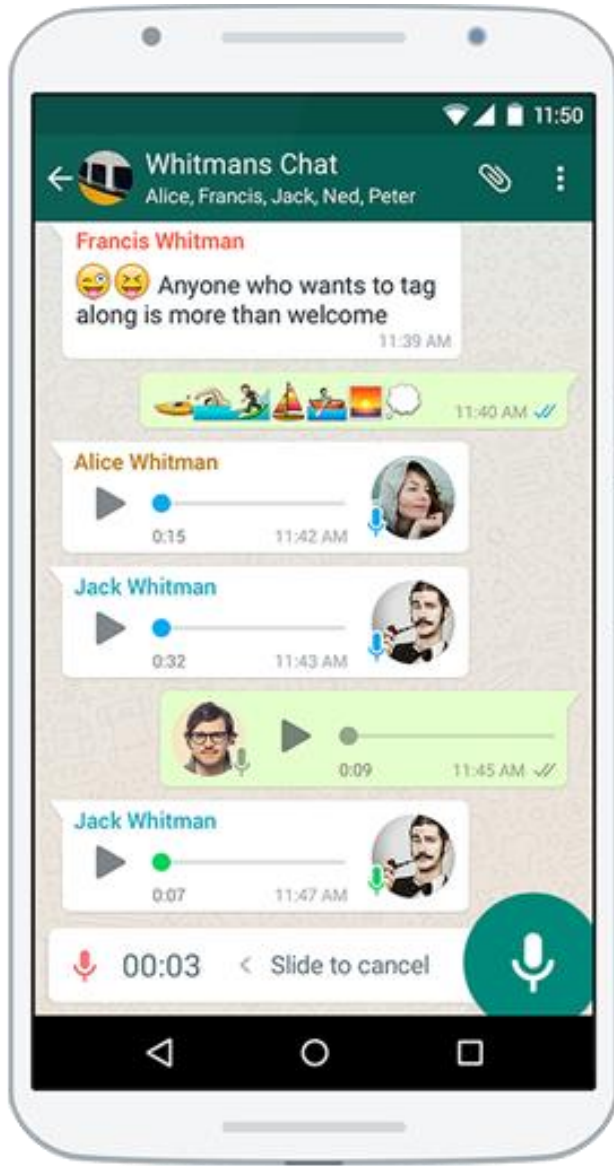 11:50
Whitmans Chat
Alice, Francis, Jack, Ned, Peter
Francis Whitman
😜😝 Anyone who wants to tag
along is more than welcome
11:39 AM
11:40 AM
Alice Whitman
0:15 11:42 AM
Jack Whitman
0:32 11:43 AM
0:09 11:45 AM
Jack Whitman
0:07 11:47 AM
00:03 < Slide to cancel